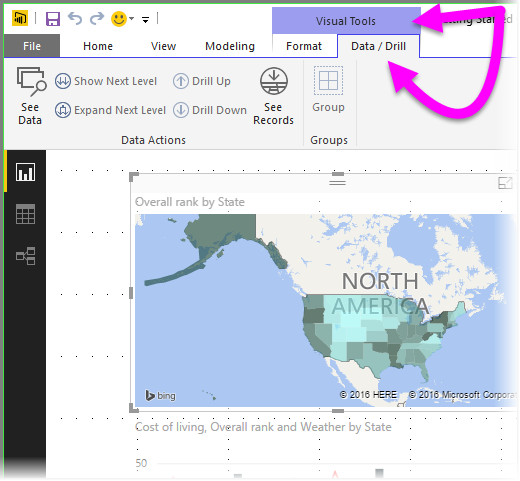 Visual Tools
Started
File Home View Modeling Format Data / Drill
Show Next Level Drill Up
Expand Next Level Drill Down
See Data
See Records
Group
Data Actions
Groups
Overall rank by State
NORTH
AMERICA
bing
© 2016 HERE © 2016 Microsoft Corpora
Cost of living, Overall rank and Weather by State
50